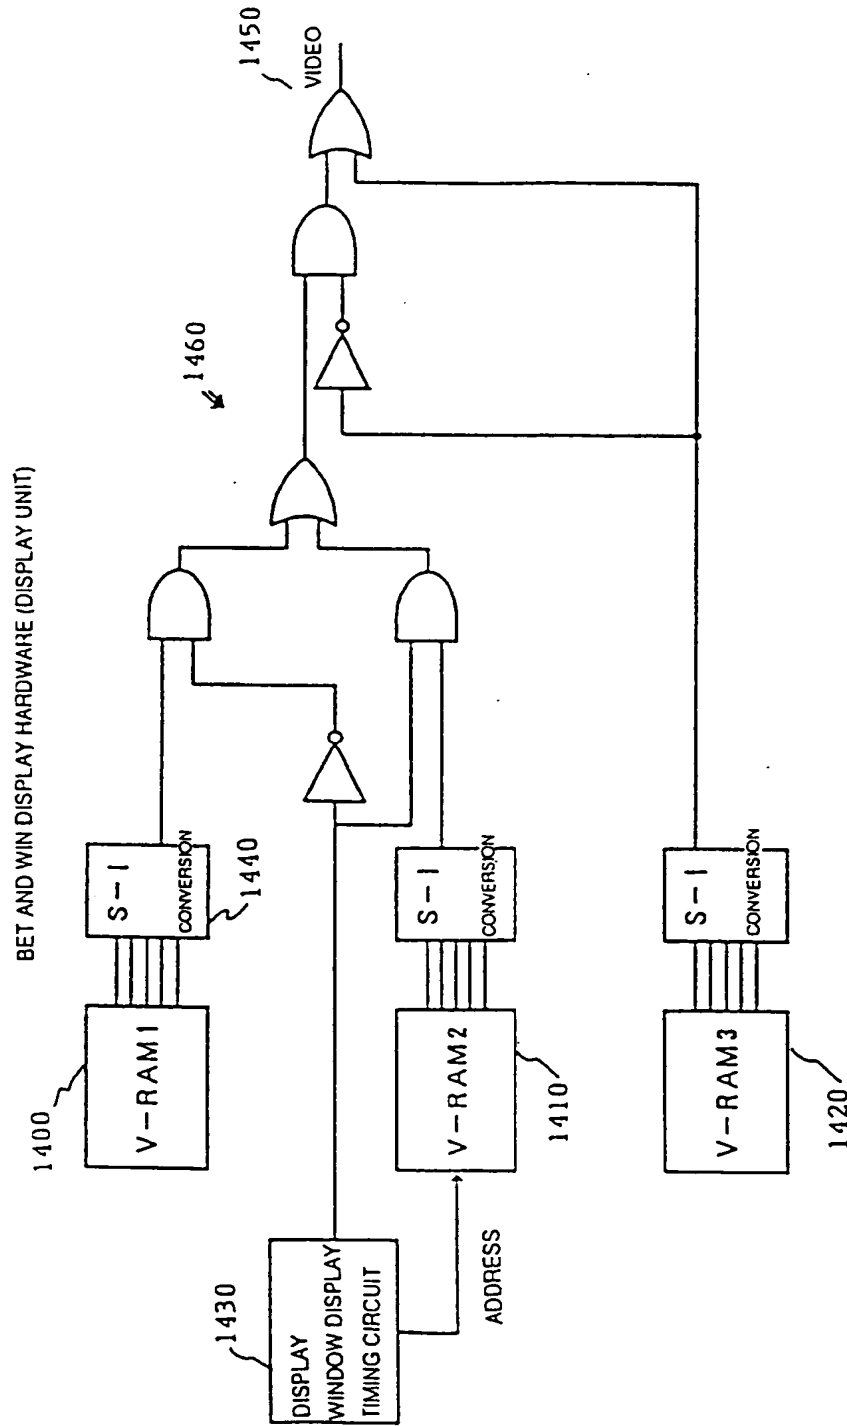 BET AND WIN DISPLAY HARDWARE (DISPLAY UNIT)
1400
V-RAM1
S-I
CONVERSION
1440
1460
1450
VIDEO
1430
DISPLAY
WINDOW DISPLAY
TIMING CIRCUIT
ADDRESS
V-RAM2
1410
S-I
CONVERSION
V-RAM3
1420
S-I
CONVERSION